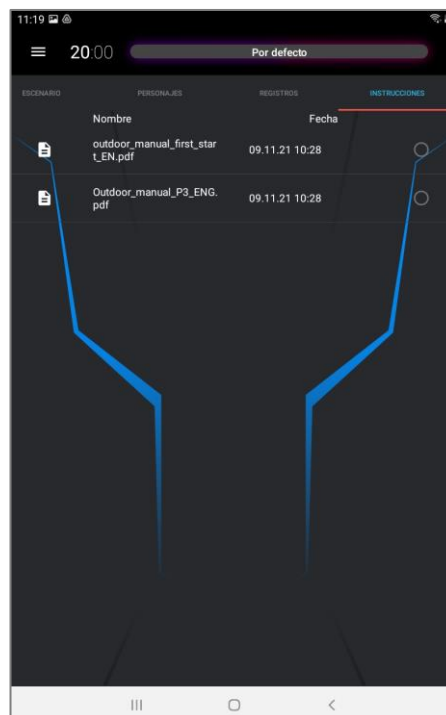 11:19
20:00 Por defecto
ESCENARIO PERSONAJES REGISTROS INSTRUCCIONES
Nombre Fecha
outdoor_manual_first_star
t_EN.pdf
09.11.21 10:28
Outdoor_manual_P3_ENG.
pdf
09.11.21 10:28